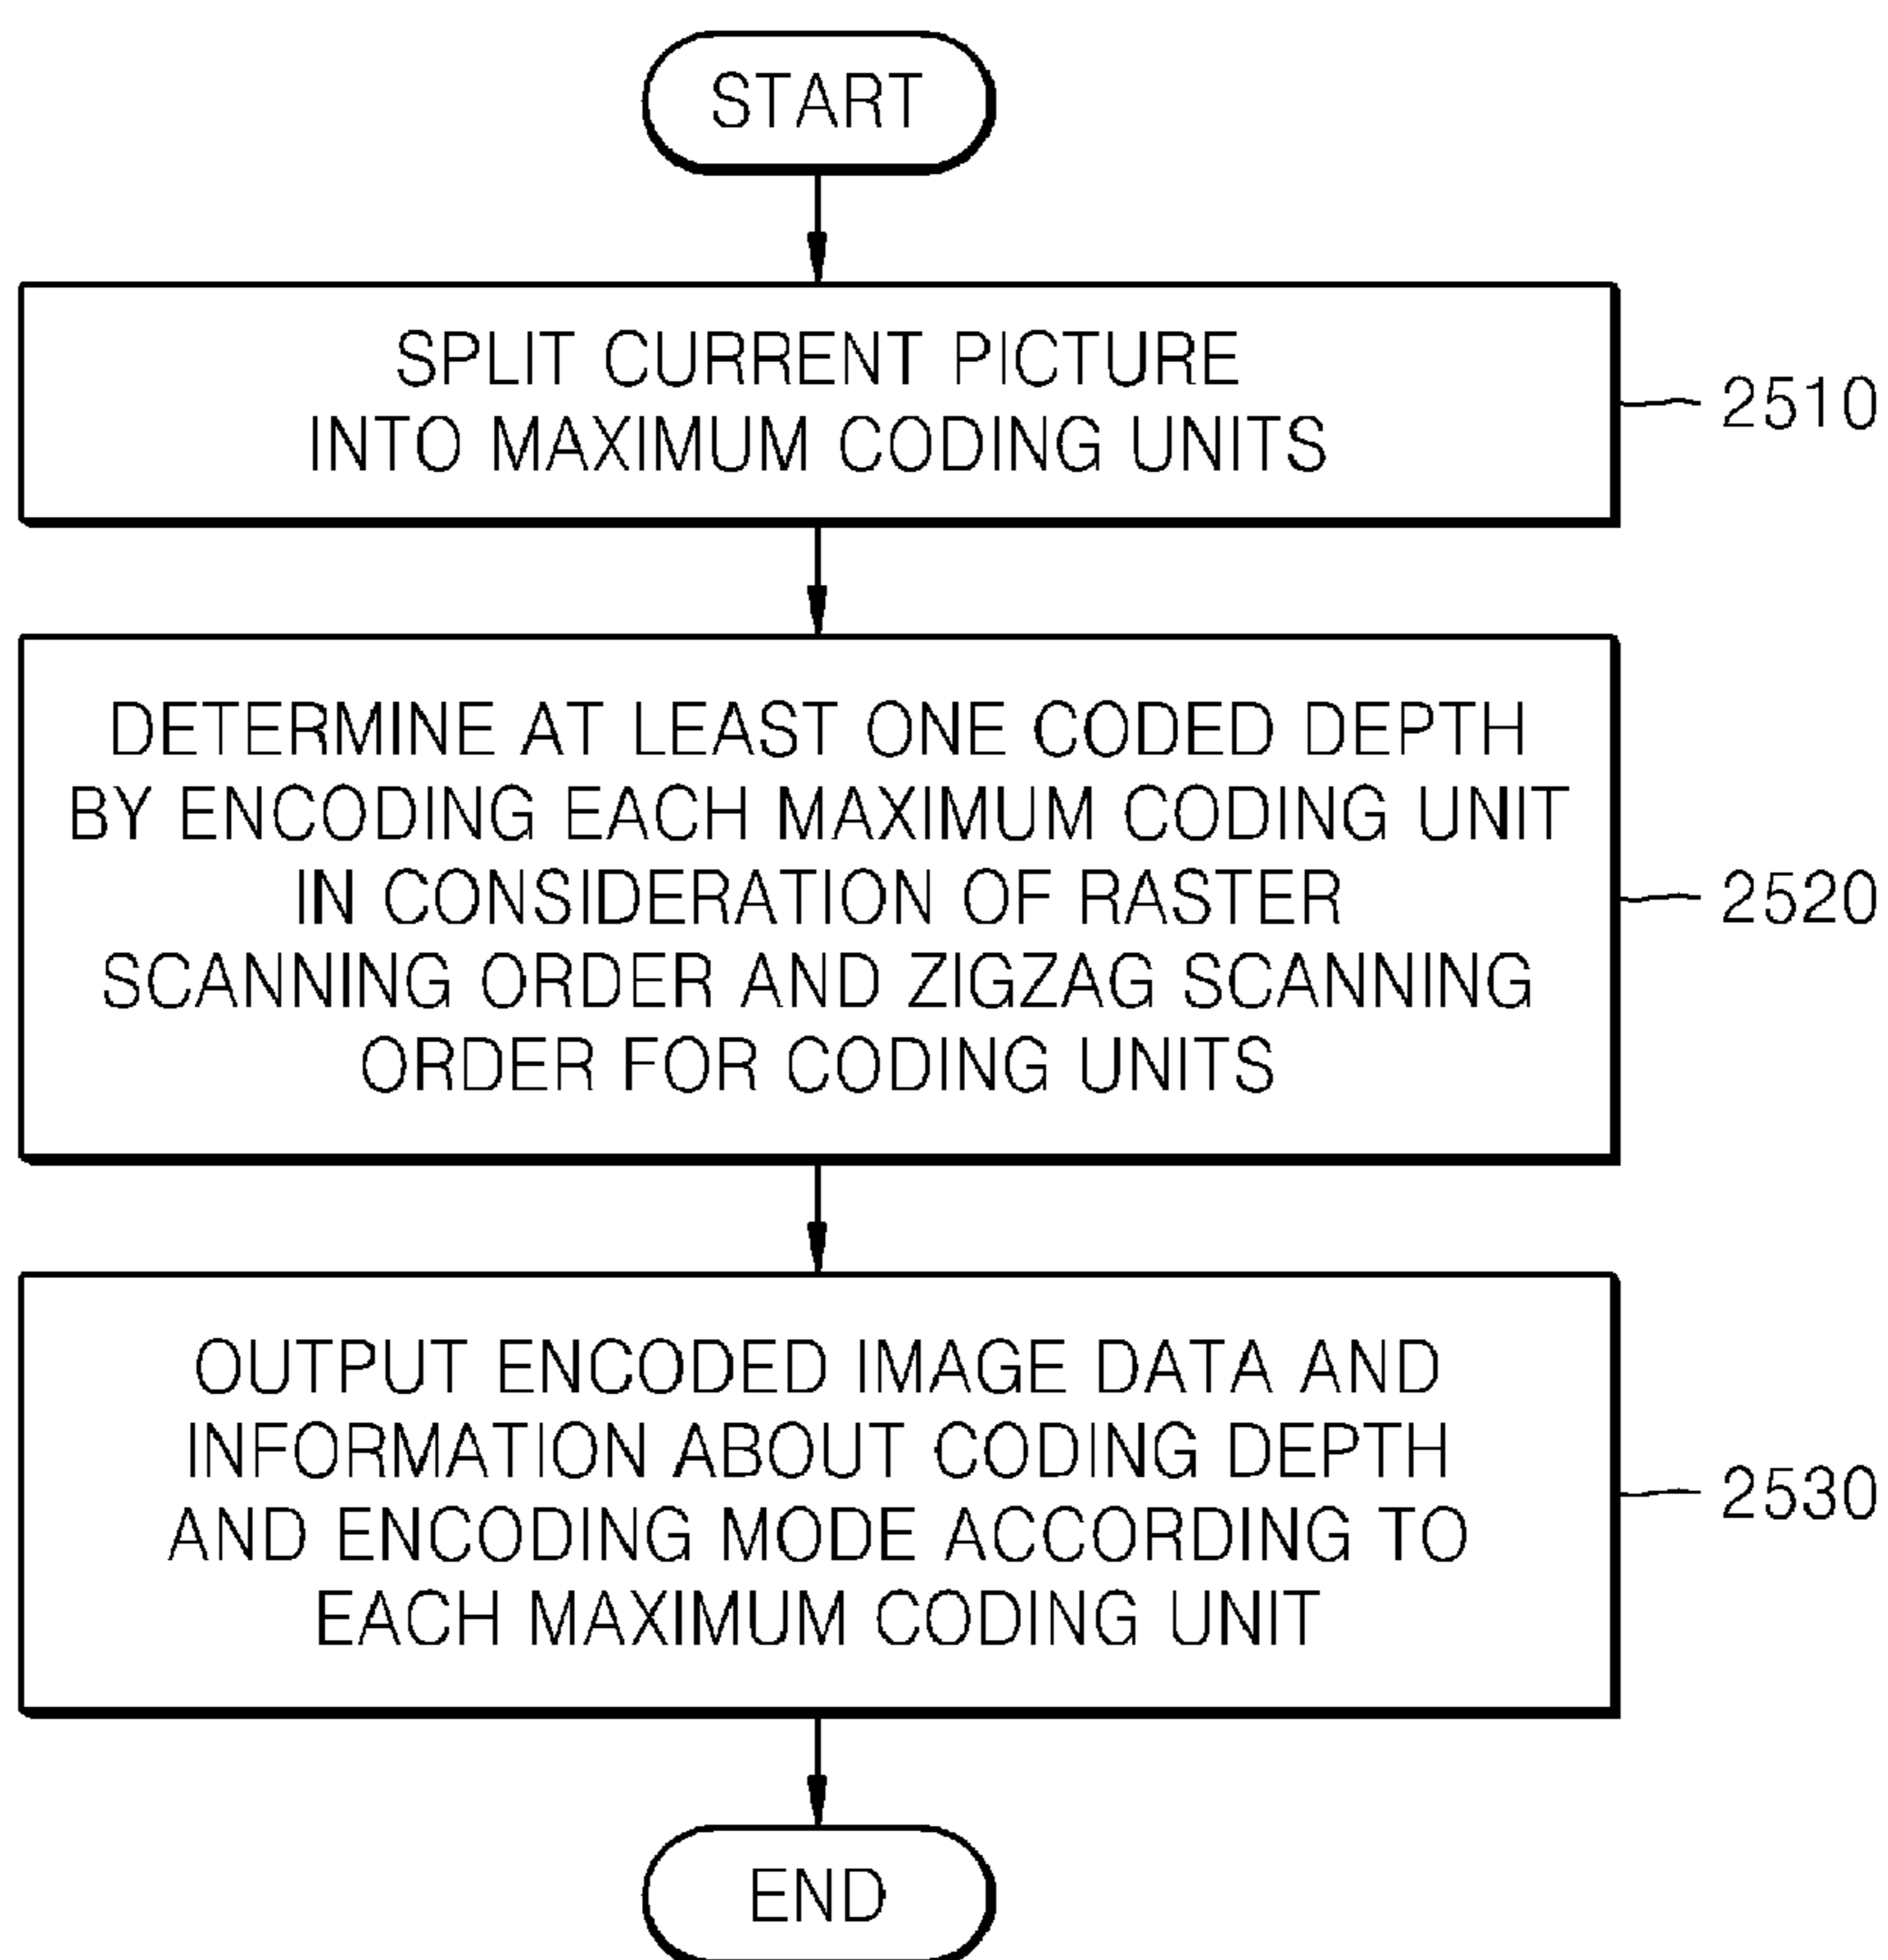 START
SPLIT CURRENT PICTURE
INTO MAXIMUM CODING UNITS
2510
DETERMINE AT LEAST ONE CODED DEPTH
BY ENCODING EACH MAXIMUM CODING UNIT
IN CONSIDERATION OF RASTER
SCANNING ORDER AND ZIGZAG SCANNING
ORDER FOR CODING UNITS
2520
OUTPUT ENCODED IMAGE DATA AND
INFORMATION ABOUT CODING DEPTH
AND ENCODING MODE ACCORDING TO
EACH MAXIMUM CODING UNIT
2530
END